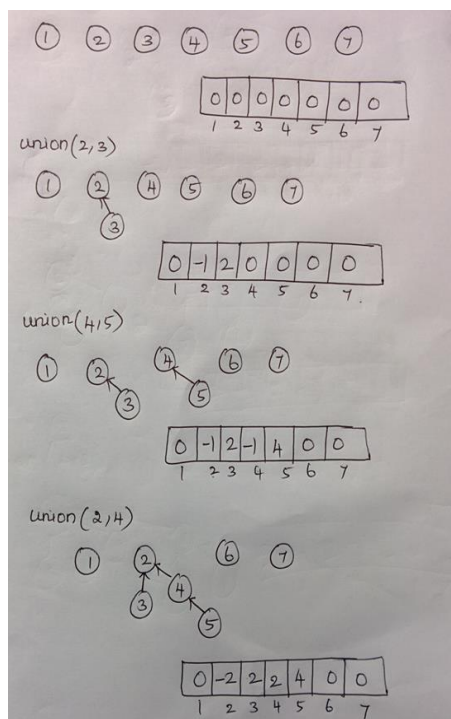 1 2 3 4 5 6 7
0 0 0 0 0 0 0
1 2 3 4 5 6 7
union(2,3)
1 2 4 5 6 7
3
0 -1 2 0 0 0 0
1 2 3 4 5 6 7
union(4,5)
4
1 2 6 7
3 5
0 -1 2 -1 4 0 0
1 2 3 4 5 6 7
union(2,4)
1 2 6 7
3 4
5
0 -2 2 2 4 0 0
1 2 3 4 5 6 7